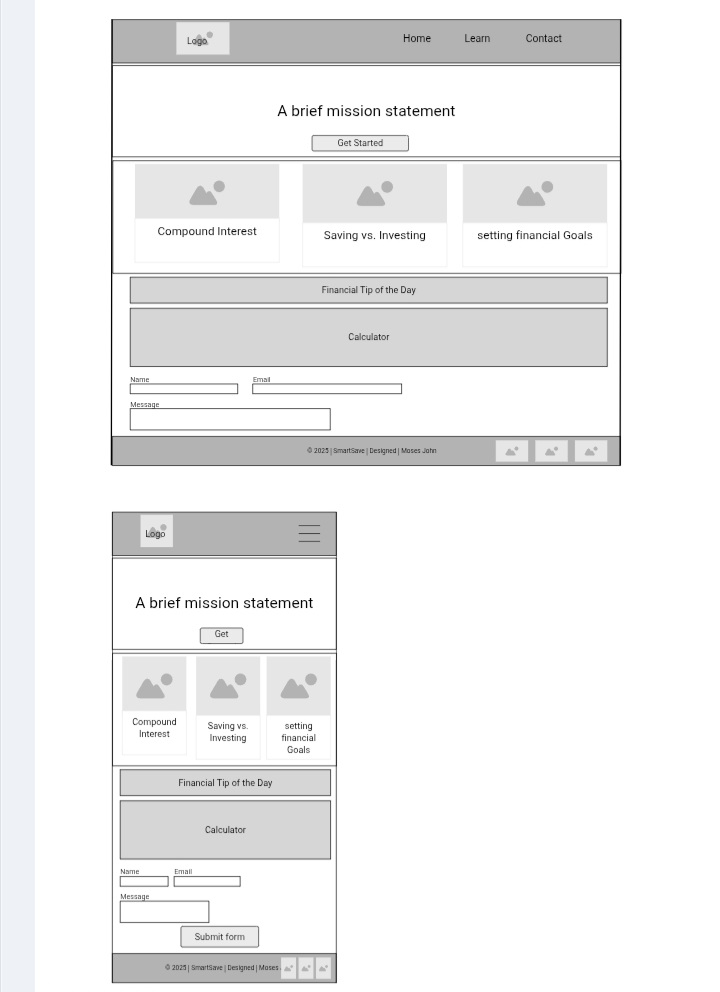 Logo
Home Learn Contact
A brief mission statement
Get Started
Compound Interest
Saving vs. Investing
setting financial Goals
Financial Tip of the Day
Calculator
Name Email
Message
© 2025 | SmartSave | Designed | Moses John
Logo
A brief mission statement
Get
Compound
Interest
Saving vs.
Investing
setting
financial
Goals
Financial Tip of the Day
Calculator
Name Email
Message
Submit form
© 2025 | SmartSave | Designed | Moses